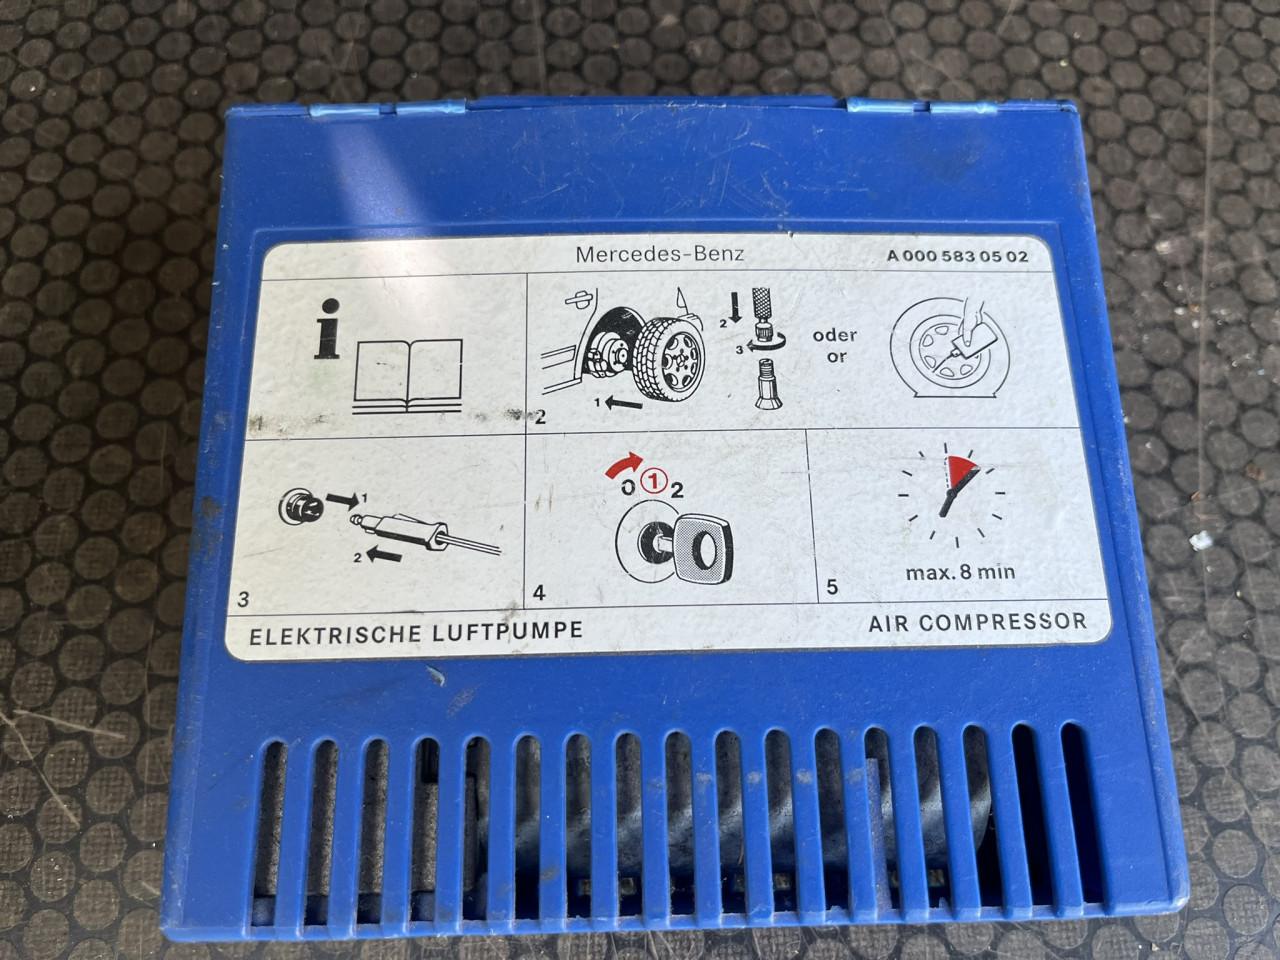 Mercedes-Benz
A 000 583 05 02
i
1
2
1
2
3
oder
or
3
1
2
4
0 1 2
5
max. 8 min
ELEKTRISCHE LUFTPUMPE
AIR COMPRESSOR